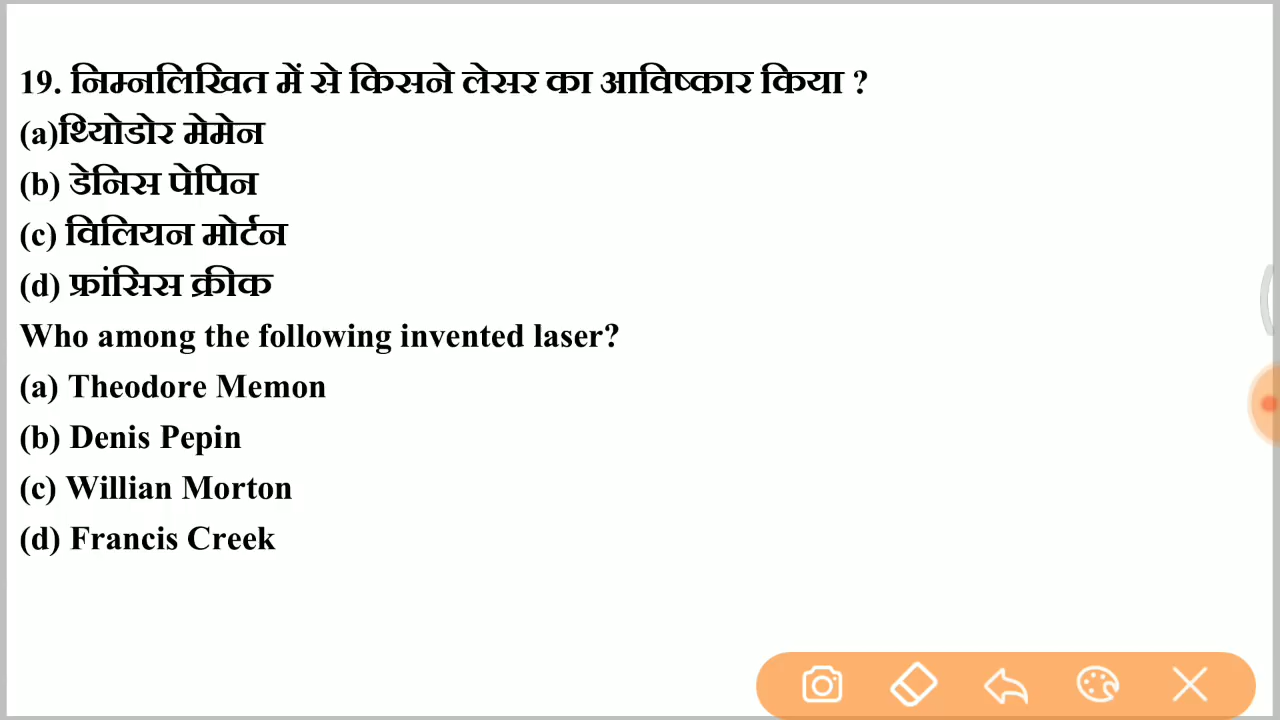 19. निम्नलिखित में से किसने लेसर का आविष्कार किया ?
(a)थ्यिोडोर मेमेन
(b) डेनिस पेपिन
(c) विलियन मोर्टन
(d) फ्रांसिस क्रीक
Who among the following invented laser?
(a) Theodore Memon
(b) Denis Pepin
(c) Willian Morton
(d) Francis Creek